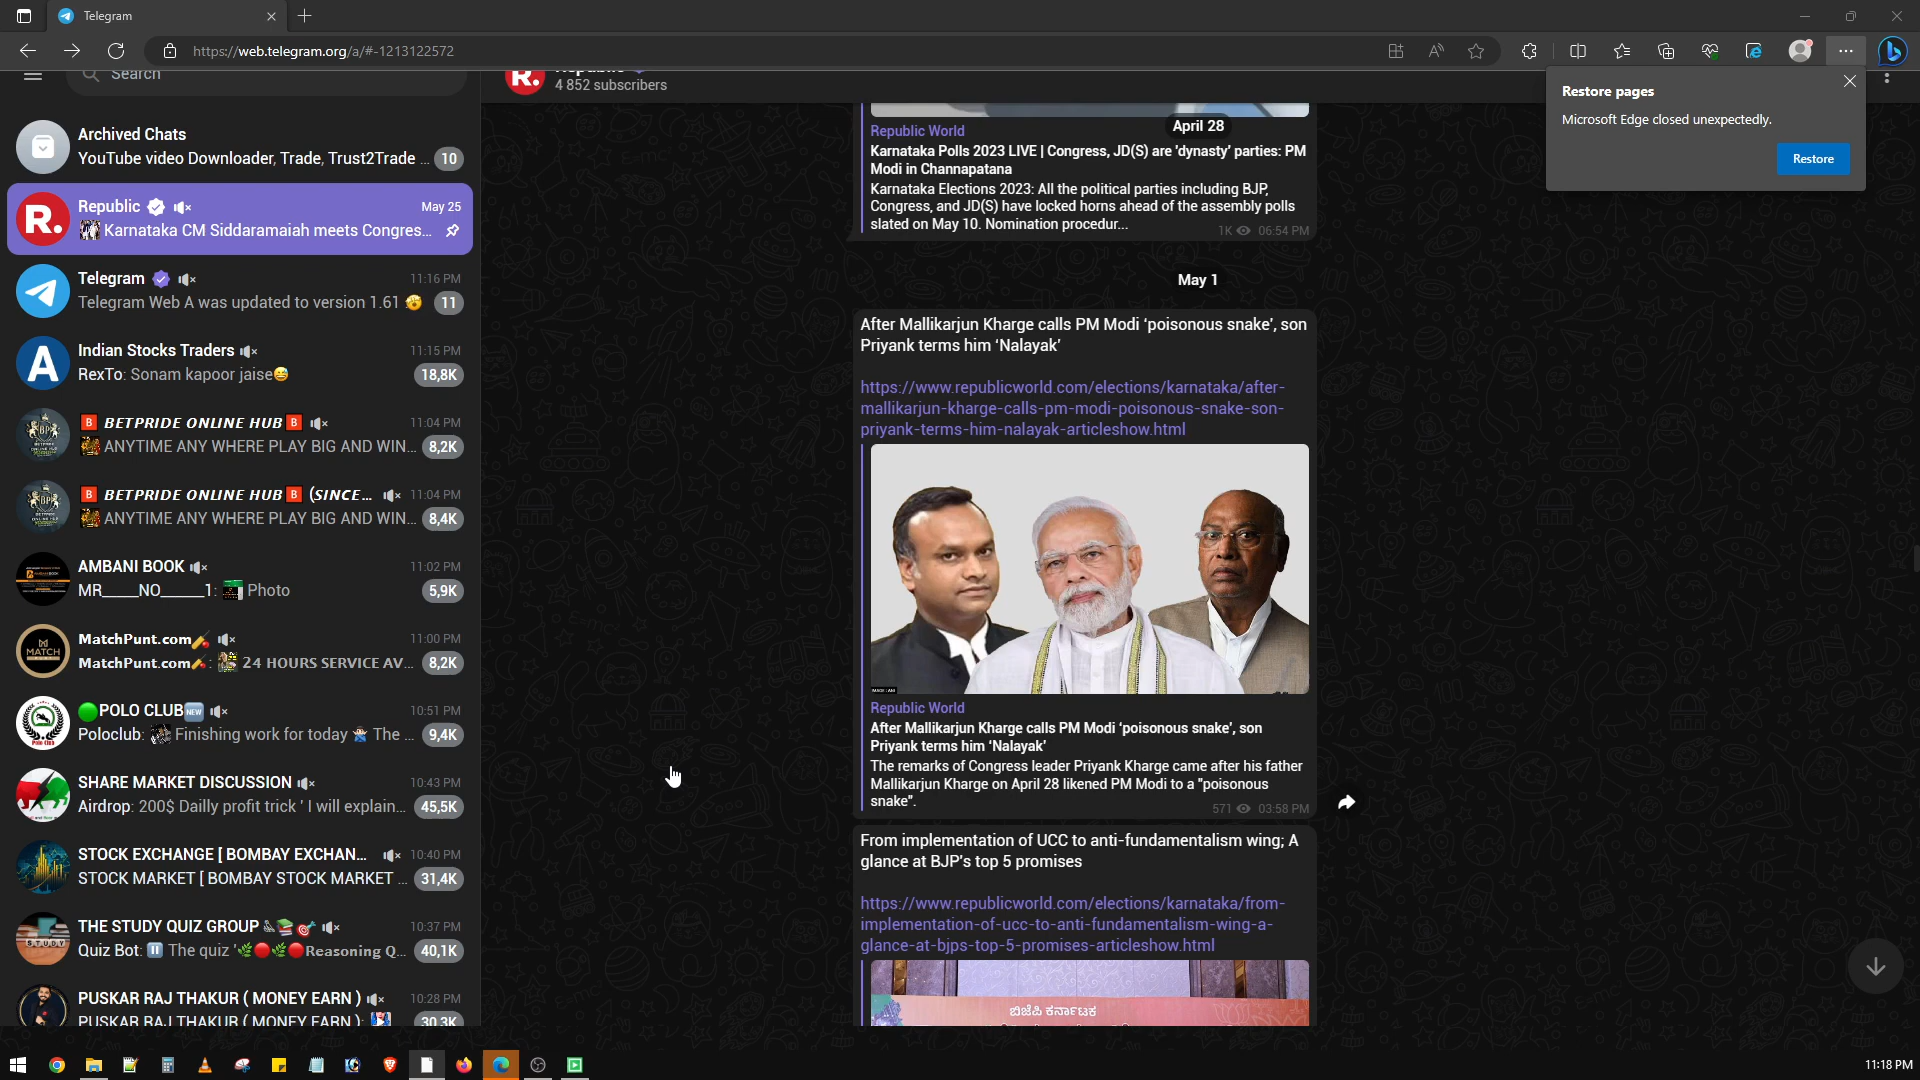 Telegram
https://web.telegram.org/a/#-1213122572
Search
Archived Chats
YouTube video Downloader, Trade, Trust2Trade ... 10
Republic May 25
Karnataka CM Siddaramaiah meets Congres...
Telegram 11:16 PM
Telegram Web A was updated to version 1.61 11
Indian Stocks Traders 11:15 PM
RexTo: Sonam kapoor jaise😅 18,8K
🅱 BETPRIDE ONLINE HUB🅱 11:04 PM
ANYTIME ANY WHERE PLAY BIG AND WIN... 8,2K
🅱 BETPRIDE ONLINE HUB🅱 (SINCE... 11:04 PM
ANYTIME ANY WHERE PLAY BIG AND WIN... 8,4K
AMBANI BOOK 11:02 PM
MR____NO_____1: Photo 5,9K
MatchPunt.com🏏 11:00 PM
MatchPunt.com🏏: 24 HOURS SERVICE AV... 8,2K
🟢POLO CLUB🆕 10:51 PM
Poloclub: Finishing work for today The ... 9,4K
SHARE MARKET DISCUSSION 10:43 PM
Airdrop: 200$ Dailly profit trick ' I will explain... 45,5K
STOCK EXCHANGE [ BOMBAY EXCHAN... 10:40 PM
STOCK MARKET [ BOMBAY STOCK MARKET ... 31,4K
THE STUDY QUIZ GROUP 10:37 PM
Quiz Bot: ⏸ The quiz '🌿🔴🌿🔴Reasoning Q... 40,1K
PUSKAR RAJ THAKUR ( MONEY EARN ) 10:28 PM
PUSKAR RAJ THAKUR ( MONEY EARN ): 30,3K
R.
MATCH
STUDY
Republic
4 852 subscribers
April 28
Republic World
Karnataka Polls 2023 LIVE | Congress, JD(S) are 'dynasty' parties: PM
Modi in Channapatana
Karnataka Elections 2023: All the political parties including BJP,
Congress, and JD(S) have locked horns ahead of the assembly polls
slated on May 10. Nomination procedur...
1K 06:54 PM
May 1
After Mallikarjun Kharge calls PM Modi ‘poisonous snake’, son
Priyank terms him ‘Nalayak’
https://www.republicworld.com/elections/karnataka/after-
mallikarjun-kharge-calls-pm-modi-poisonous-snake-son-
priyank-terms-him-nalayak-articleshow.html
Republic World
After Mallikarjun Kharge calls PM Modi ‘poisonous snake’, son
Priyank terms him ‘Nalayak’
The remarks of Congress leader Priyank Kharge came after his father
Mallikarjun Kharge on April 28 likened PM Modi to a "poisonous
snake".
571 03:58 PM
From implementation of UCC to anti-fundamentalism wing; A
glance at BJP's top 5 promises
https://www.republicworld.com/elections/karnataka/from-
implementation-of-ucc-to-anti-fundamentalism-wing-a-
glance-at-bjps-top-5-promises-articleshow.html
ಬಿಜೆಪಿ ಕರ್ನಾಟಕ
Restore pages
Microsoft Edge closed unexpectedly.
Restore
11:18 PM